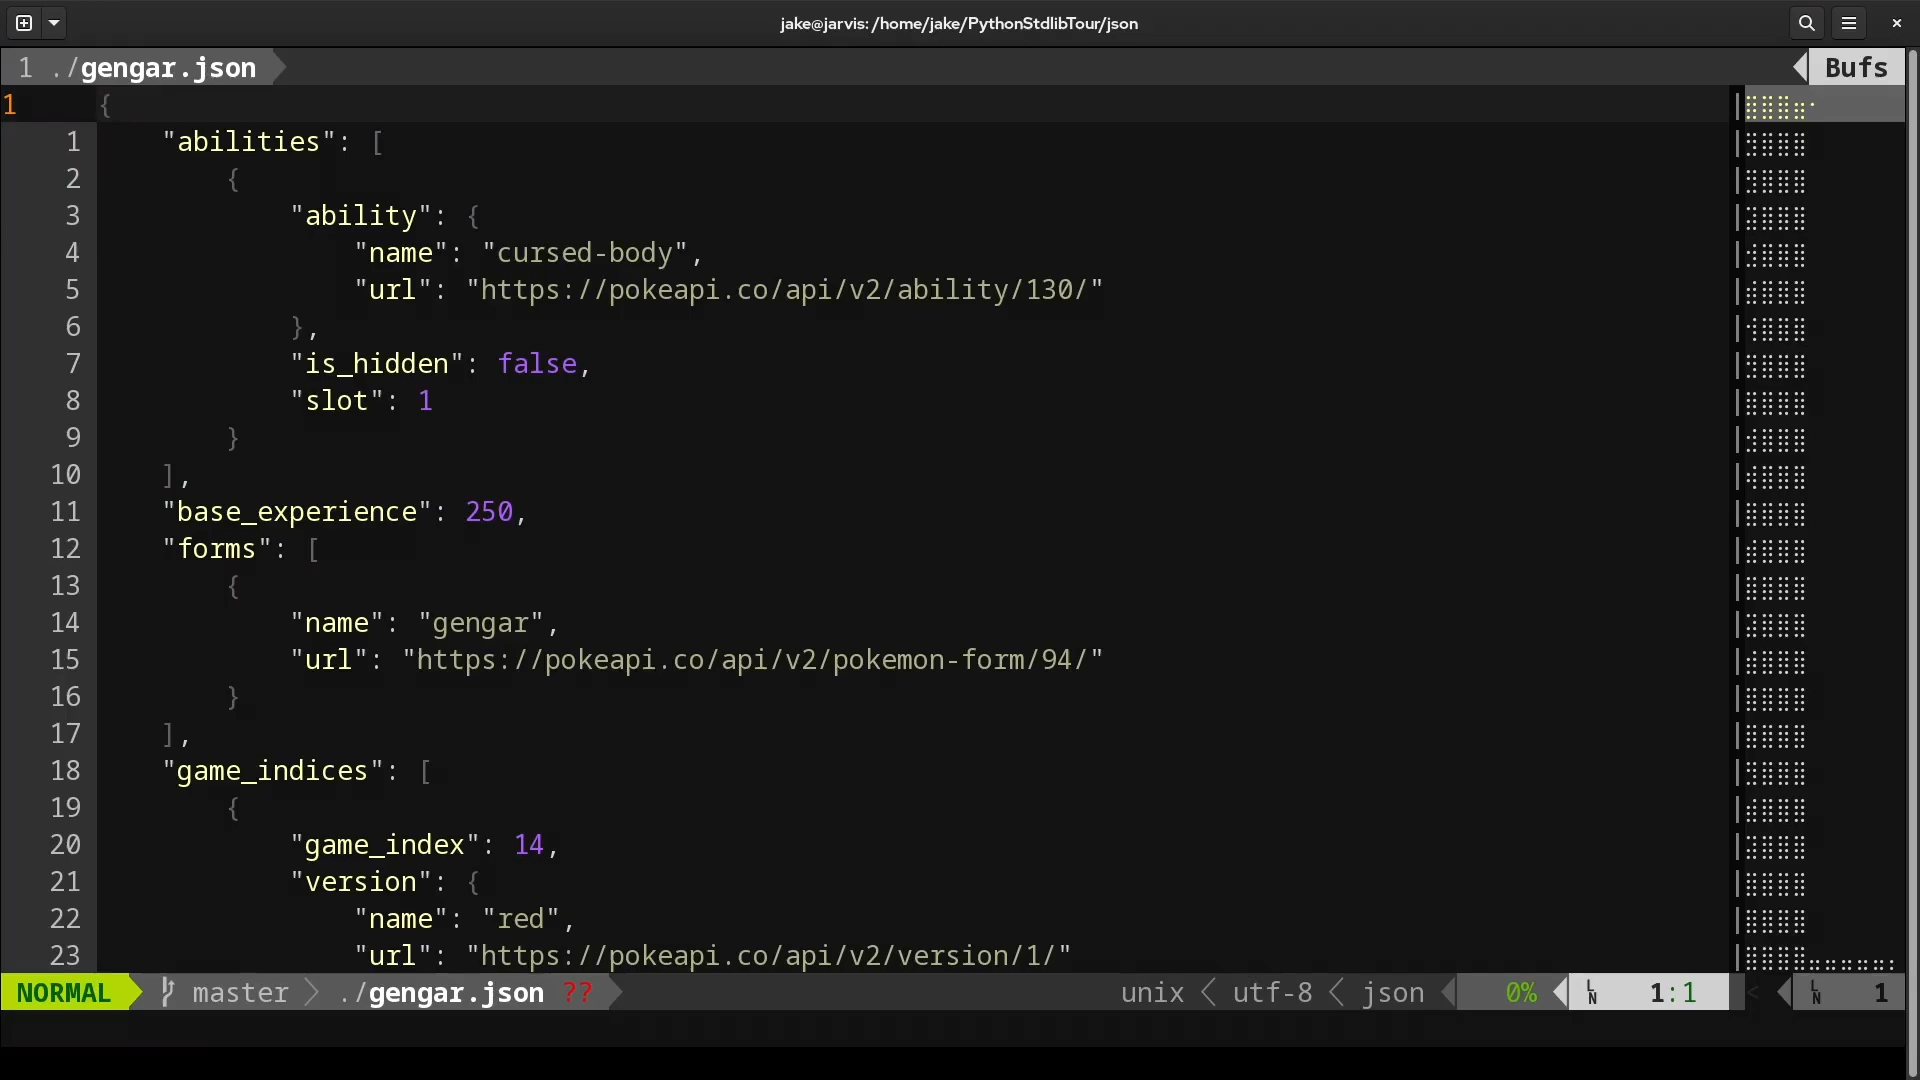 jake@jarvis:/home/jake/PythonStdlibTour/json
1 ./gengar.json Bufs
1 {
1 "abilities": [
2 {
3 "ability": {
4 "name": "cursed-body",
5 "url": "https://pokeapi.co/api/v2/ability/130/"
6 },
7 "is_hidden": false,
8 "slot": 1
9 }
10 ],
11 "base_experience": 250,
12 "forms": [
13 {
14 "name": "gengar",
15 "url": "https://pokeapi.co/api/v2/pokemon-form/94/"
16 }
17 ],
18 "game_indices": [
19 {
20 "game_index": 14,
21 "version": {
22 "name": "red",
23 "url": "https://pokeapi.co/api/v2/version/1/"
NORMAL master ./gengar.json ?? unix < utf-8 < json 0% LN 1:1 < LN 1